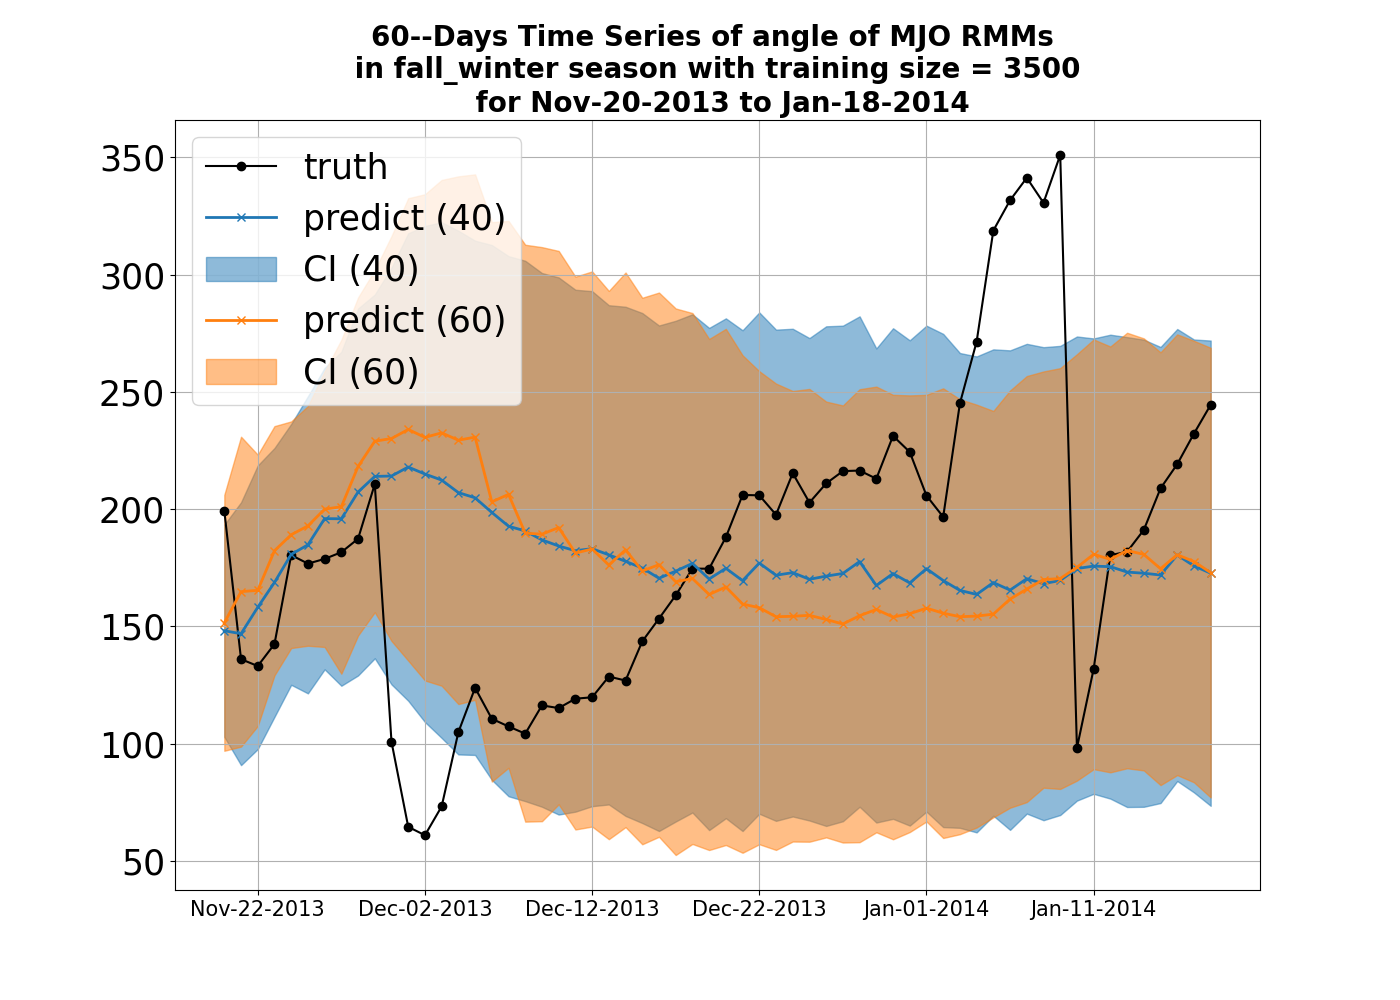 60--Days Time Series of angle of MJO RMMs
in fall_winter season with training size = 3500
for Nov-20-2013 to Jan-18-2014
truth
predict (40)
CI (40)
predict (60)
CI (60)
350
300
250
200
150
100
50
Nov-22-2013 Dec-02-2013 Dec-12-2013 Dec-22-2013 Jan-01-2014 Jan-11-2014